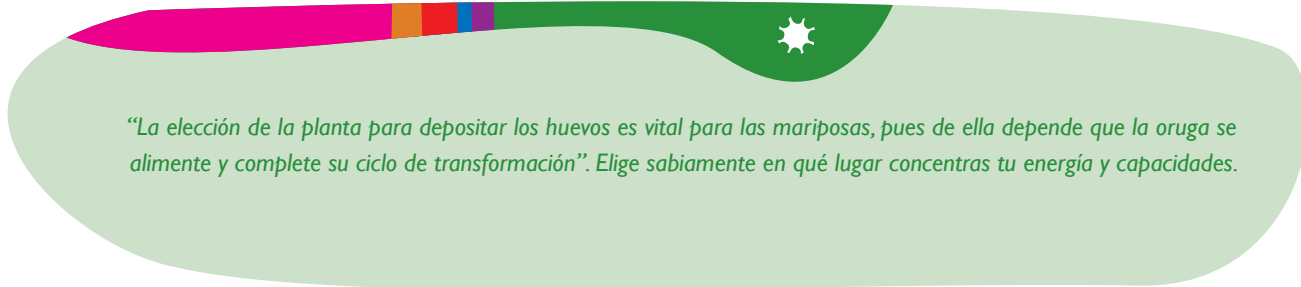 “La elección de la planta para depositar los huevos es vital para las mariposas, pues de ella depende que la oruga se
alimente y complete su ciclo de transformación”. Elige sabiamente en qué lugar concentras tu energía y capacidades.